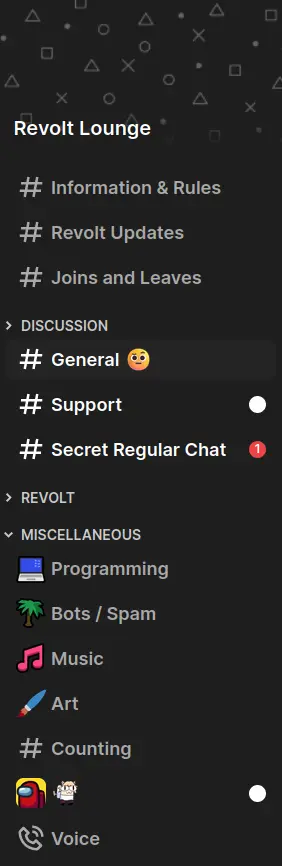 Revolt Lounge
# Information & Rules
# Revolt Updates
# Joins and Leaves
DISCUSSION
# General 😳
# Support
# Secret Regular Chat 1
REVOLT
MISCELLANEOUS
Programming
Bots / Spam
Music
Art
# Counting
Voice